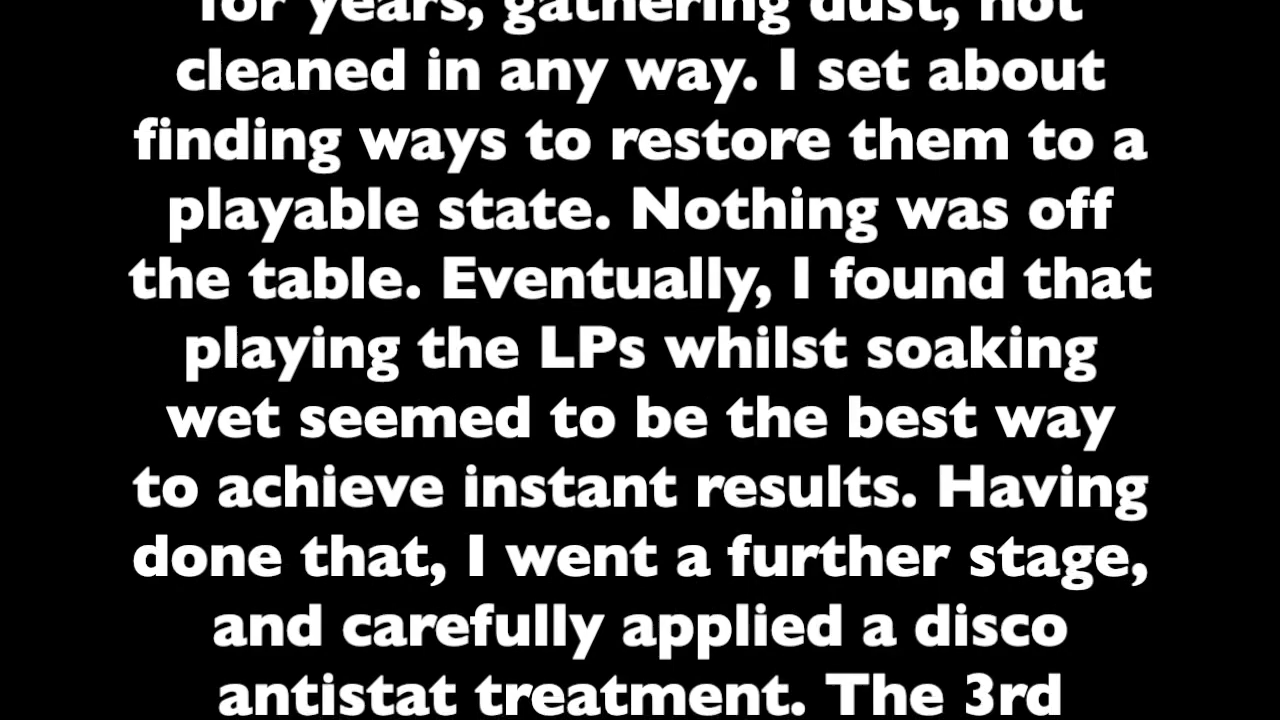 for years, gathering dust, not
cleaned in any way. I set about
finding ways to restore them to a
playable state. Nothing was off
the table. Eventually, I found that
playing the LPs whilst soaking
wet seemed to be the best way
to achieve instant results. Having
done that, I went a further stage,
and carefully applied a disco
antistat treatment. The 3rd